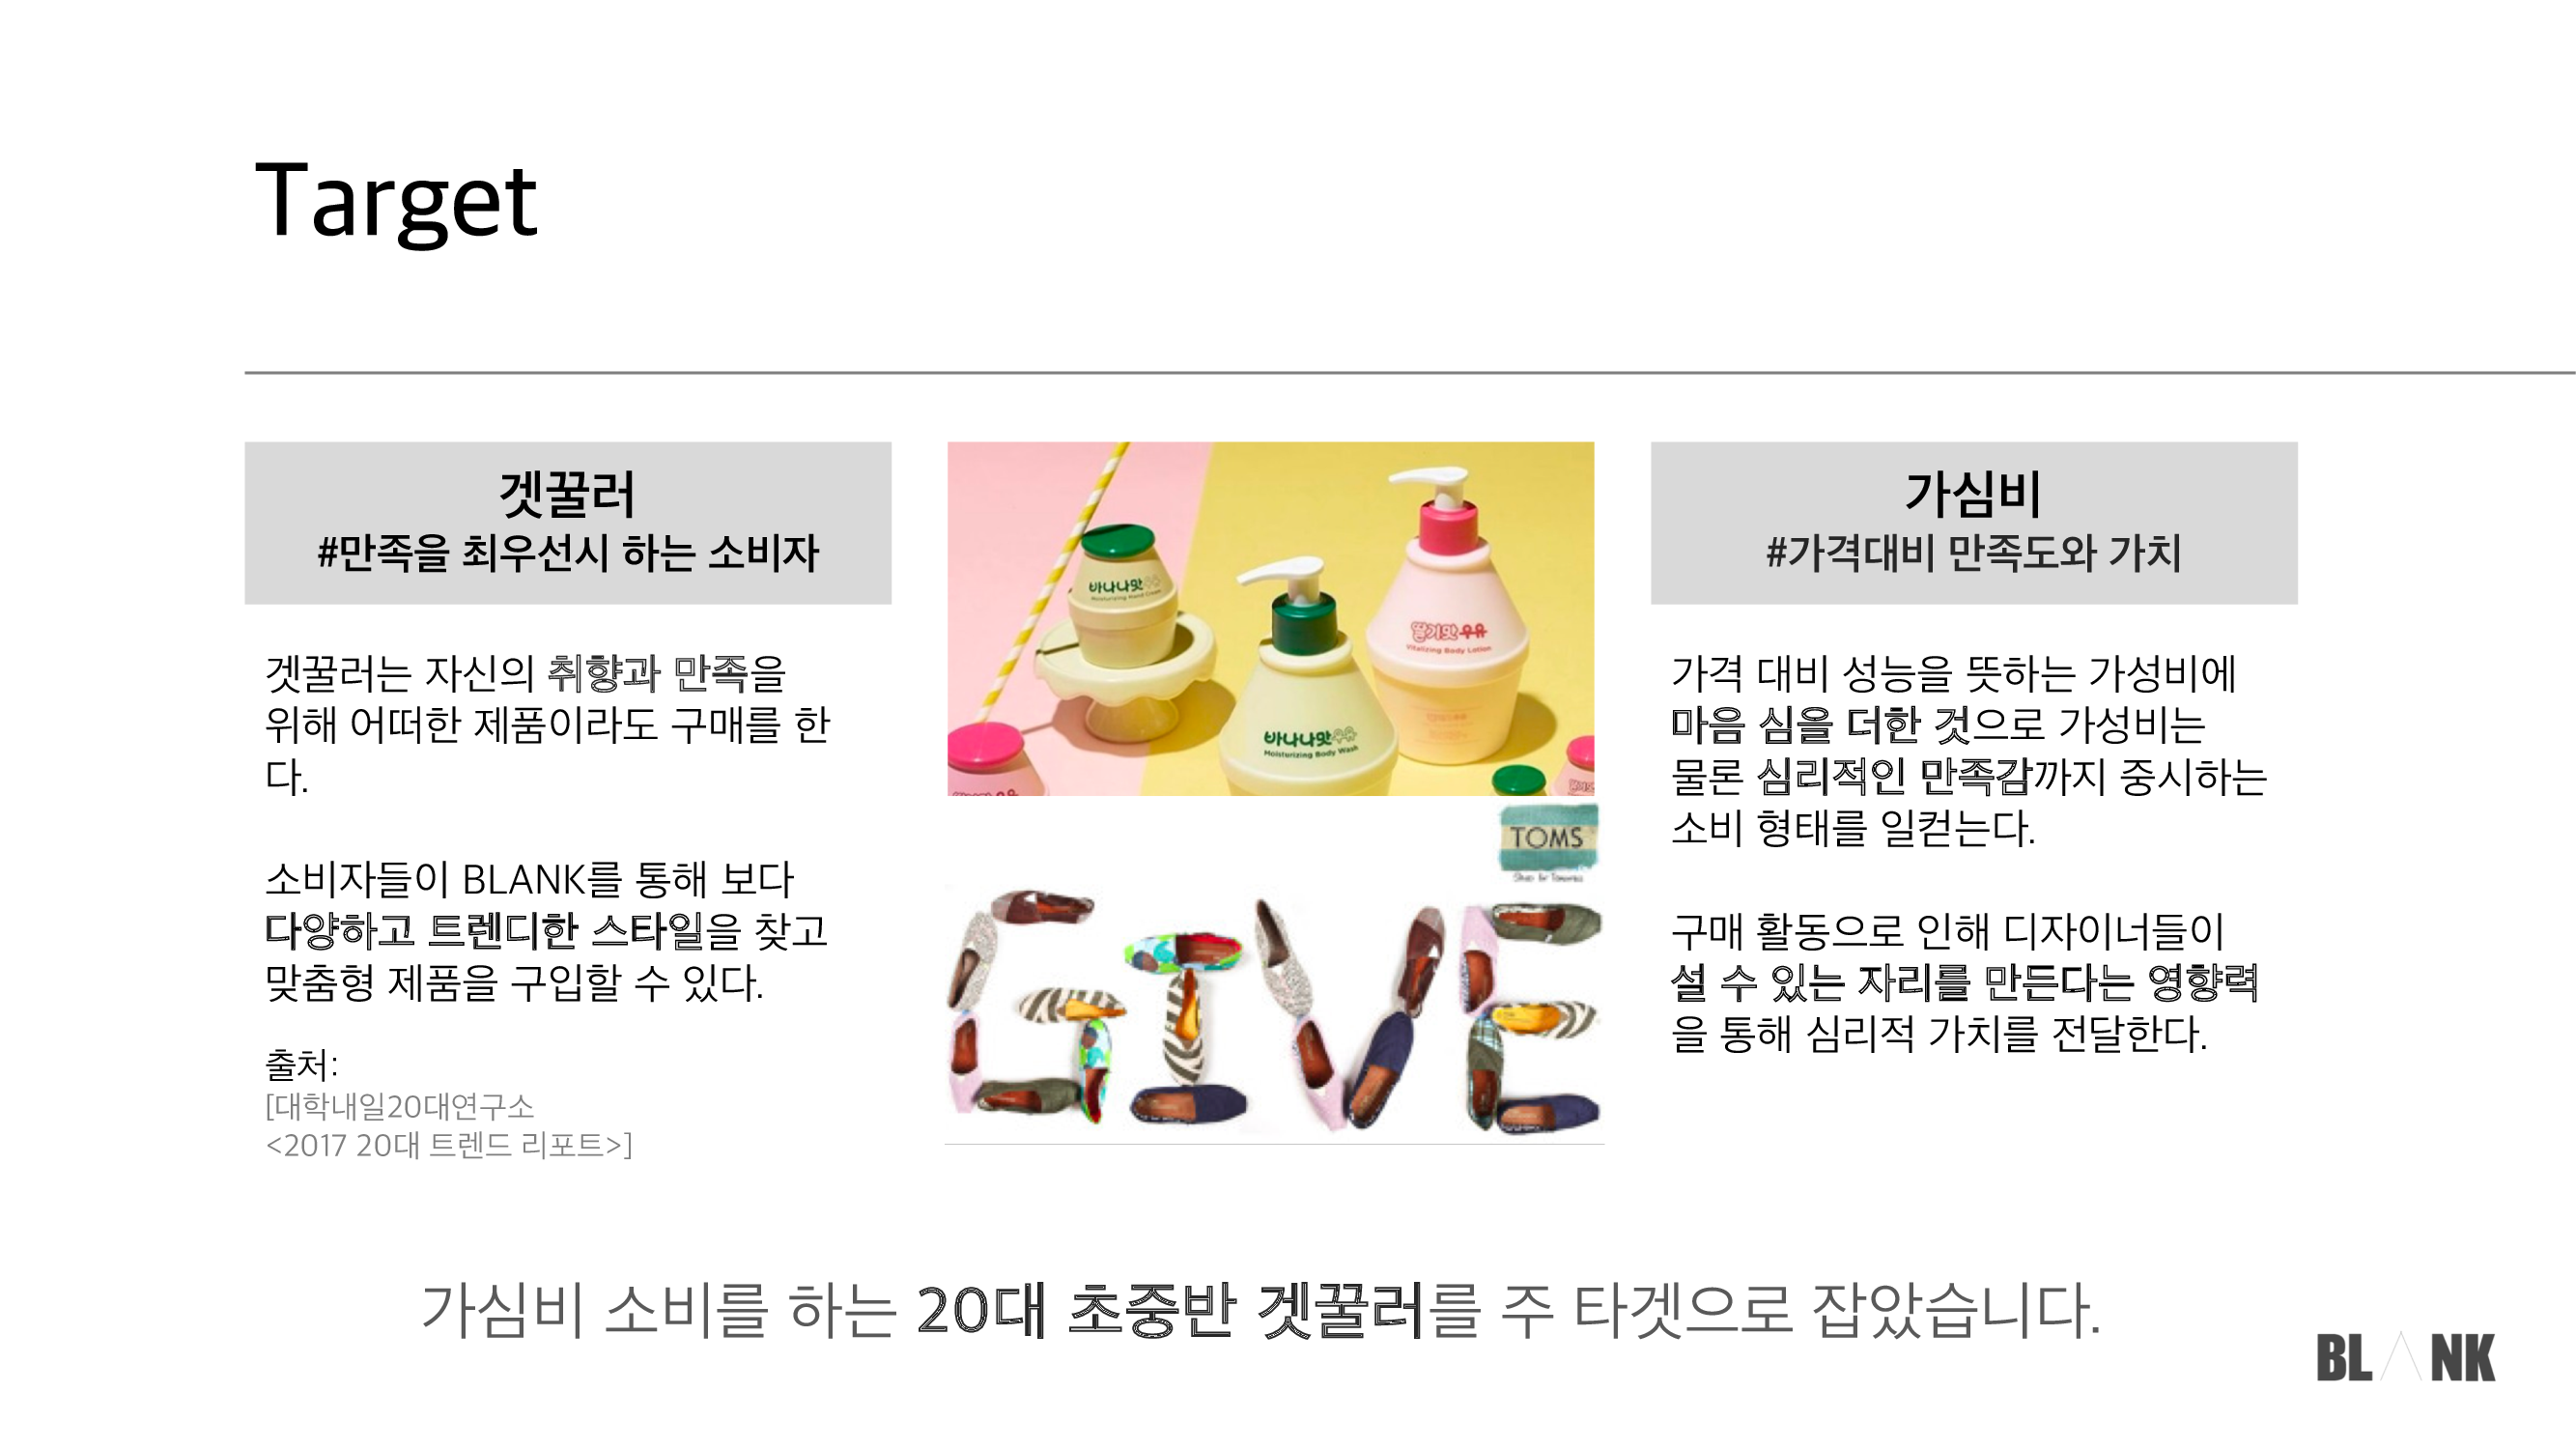 Target
겟꿀러
#만족을 최우선시 하는 소비자
겟꿀러는 자신의 취향과 만족을
위해 어떠한 제품이라도 구매를 한
다.
소비자들이 BLANK를 통해 보다
다양하고 트렌디한 스타일을 찾고
맞춤형 제품을 구입할 수 있다.
출처:
[대학내일20대연구소
<2017 20대 트렌드 리포트>]
바나나맛우유
Moisturizing Hand Cream
바나나맛우유
Moisturizing Body Wash
딸기맛우유
Vitalizing Body Lotion
TOMS
GIVE
가심비
#가격대비 만족도와 가치
가격 대비 성능을 뜻하는 가성비에
마음 심을 더한 것으로 가성비는
물론 심리적인 만족감까지 중시하는
소비 형태를 일컫는다.
구매 활동으로 인해 디자이너들이
설 수 있는 자리를 만든다는 영향력
을 통해 심리적 가치를 전달한다.
가심비 소비를 하는 20대 초중반 겟꿀러를 주 타겟으로 잡았습니다.
BLANK